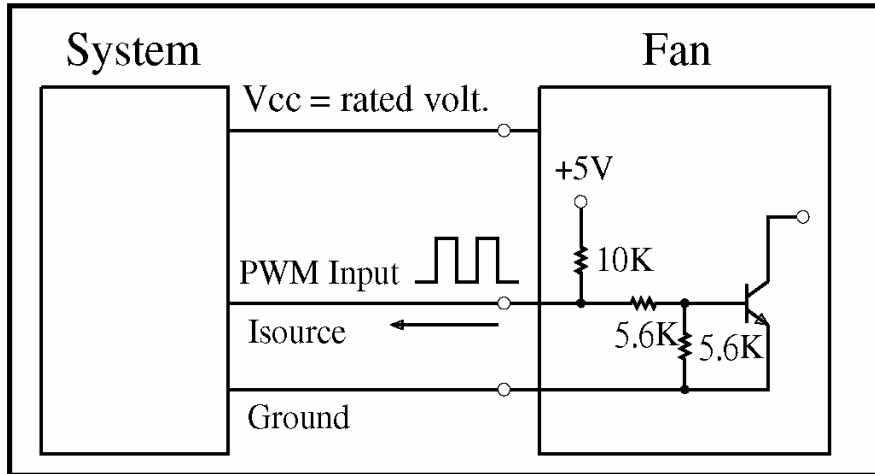 System
Fan
Vcc = rated volt.
+5V
10K
PWM Input
5.6K
5.6K
Isource
Ground